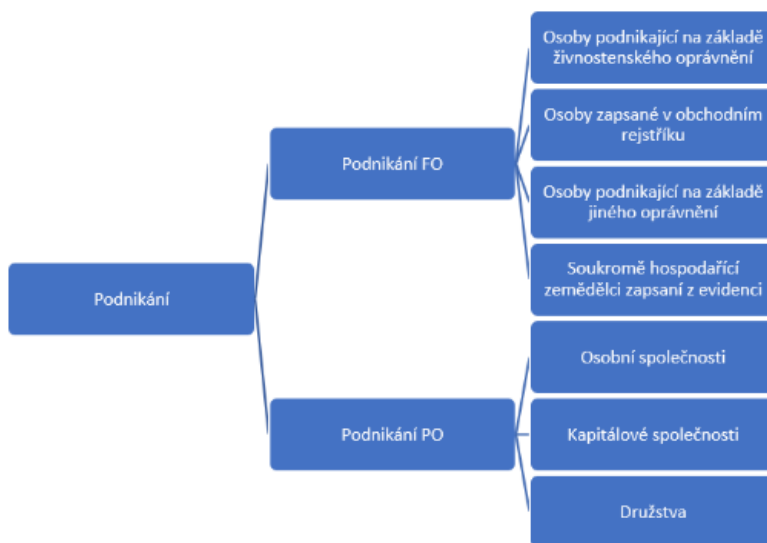 Osoby podnikající na základě
živnostenského oprávnění
Osoby zapsané v obchodním
rejstříku
Podnikání FO
Osoby podnikající na základě
jiného oprávnění
Soukromě hospodařící
zemědělci zapsaní z evidenci
Podnikání
Osobní společnosti
Podnikání PO
Kapitálové společnosti
Družstva